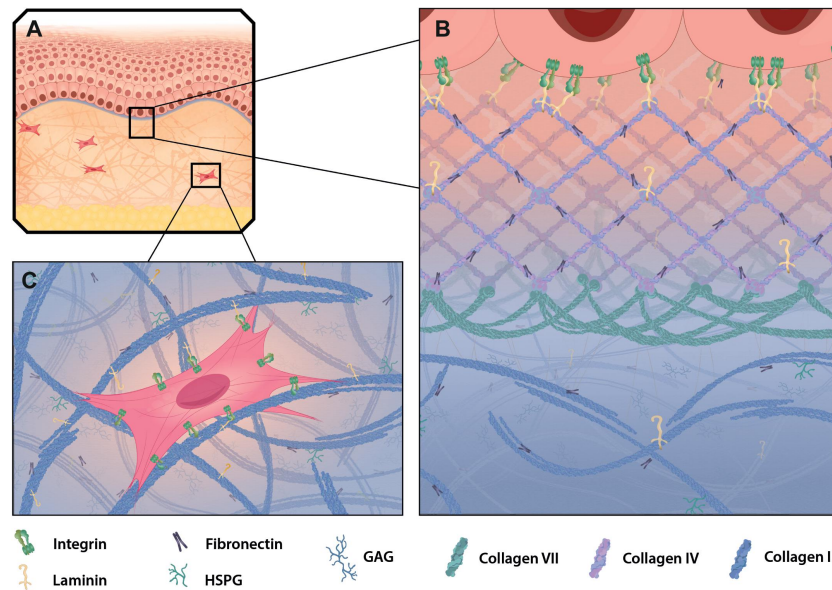 A
B
C
Integrin
Fibronectin
GAG
Collagen VII
Collagen IV
Collagen I
Laminin
HSPG